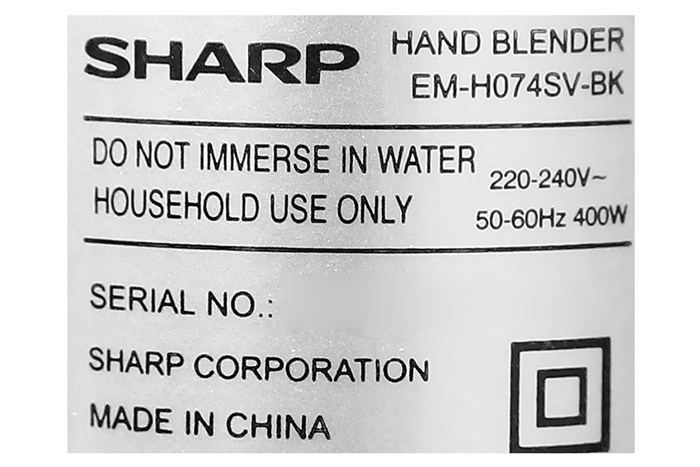 SHARP
HAND BLENDER
EM-H074SV-BK
DO NOT IMMERSE IN WATER
HOUSEHOLD USE ONLY
220-240V~
50-60Hz 400W
SERIAL NO.:
SHARP CORPORATION
MADE IN CHINA